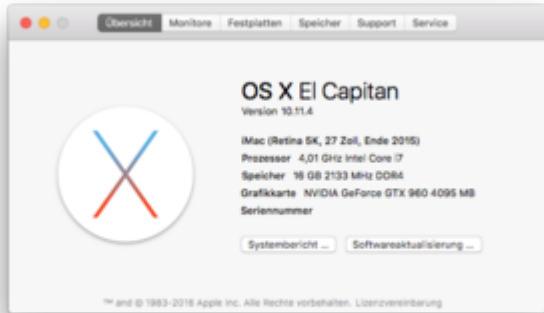 Übersicht Monitore Festplatten Speicher Support Service
OS X El Capitan
Version 10.11.4
iMac (Retina 5K, 27 Zoll, Ende 2015)
Prozessor 4,01 GHz Intel Core i7
Speicher 16 GB 2133 MHz DDR4
Grafikkarte NVIDIA GeForce GTX 960 4095 MB
Seriennummer
Systembericht ... Softwareaktualisierung ...
™ and © 1983-2016 Apple Inc. Alle Rechte vorbehalten. Lizenzvereinbarung